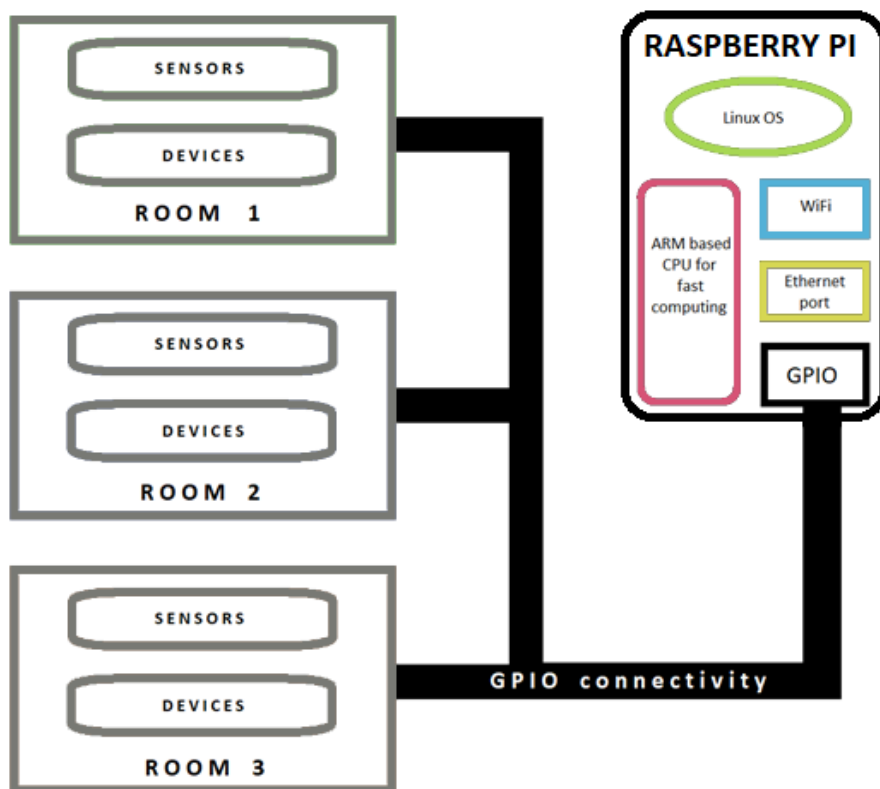 SENSORS
DEVICES
ROOM 1
SENSORS
DEVICES
ROOM 2
SENSORS
DEVICES
ROOM 3
RASPBERRY PI
Linux OS
ARM based
CPU for
fast
computing
WiFi
Ethernet
port
GPIO
GPIO connectivity